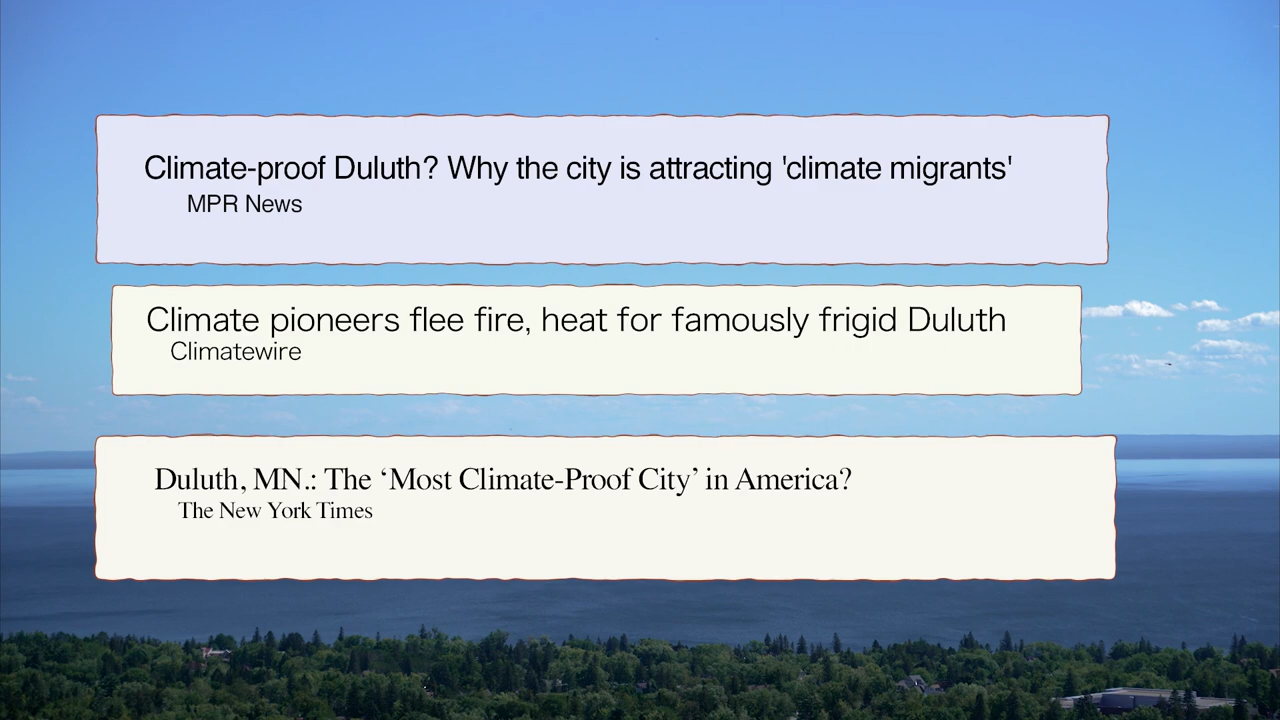 Climate-proof Duluth? Why the city is attracting 'climate migrants'
MPR News
Climate pioneers flee fire, heat for famously frigid Duluth
Climatewire
Duluth, MN.: The ‘Most Climate-Proof City’ in America?
The New York Times